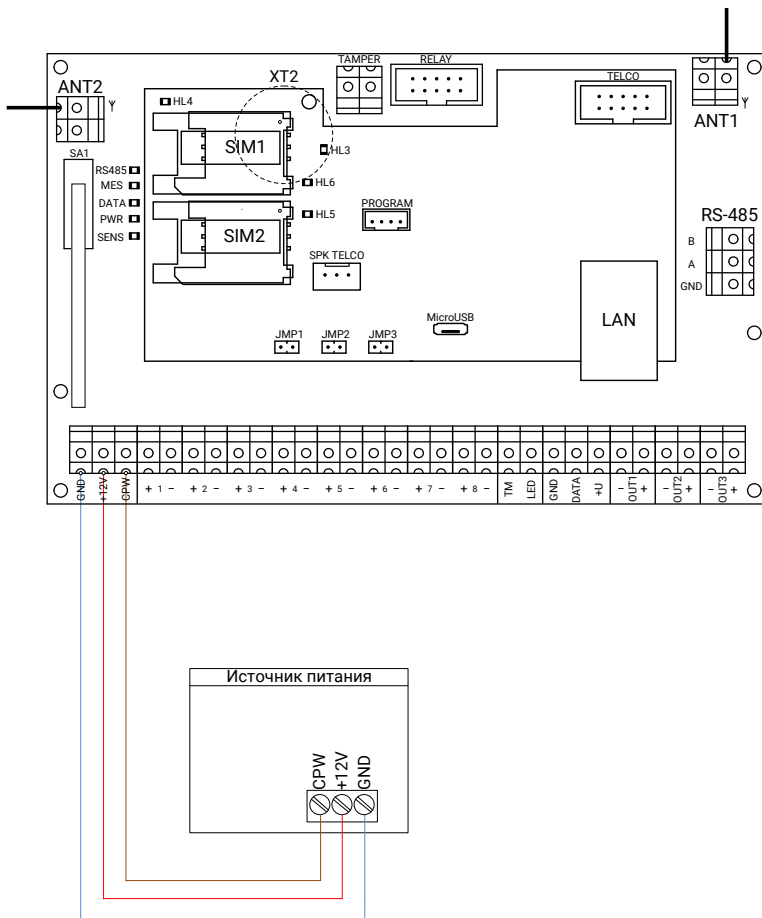 TAMPER
RELAY
XT2
TELCO
ANT2
HL4
ANT1
SA1
SIM1
HL3
RS485
MES
HL6
DATA
PROGRAM
PWR
HL5
RS-485
SENS
SIM2
B
SPK TELCO
A
GND
MicroUSB
LAN
JMP1
JMP2
JMP3
GND
+12V
CPW
+ 1 −
+ 2 −
+ 3 −
+ 4 −
+ 5 −
+ 6 −
+ 7 −
+ 8 −
TM
LED
GND
DATA
+U
− OUT1 +
− OUT2 +
− OUT3 +
Источник питания
CPW
+12V
GND